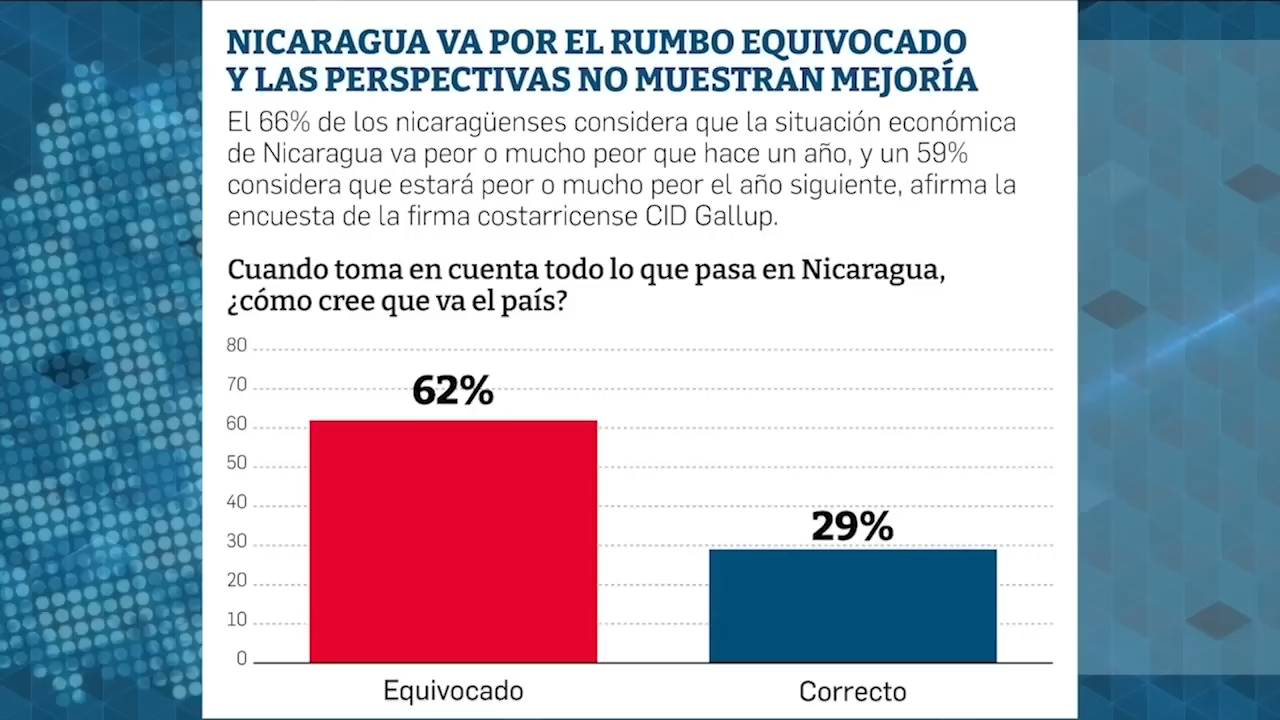 NICARAGUA VA POR EL RUMBO EQUIVOCADO
Y LAS PERSPECTIVAS NO MUESTRAN MEJORÍA
El 66% de los nicaragüenses considera que la situación económica
de Nicaragua va peor o mucho peor que hace un año, y un 59%
considera que estará peor o mucho peor el año siguiente, afirma la
encuesta de la firma costarricense CID Gallup.
Cuando toma en cuenta todo lo que pasa en Nicaragua,
¿cómo cree que va el país?
80
70
62%
60
50
40
29%
30
20
10
0
Equivocado
Correcto